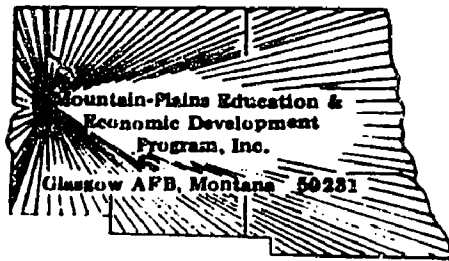 Mountain-Plains Education &
Economic Development
Program, Inc.
Glasgow AFB, Montana 59231